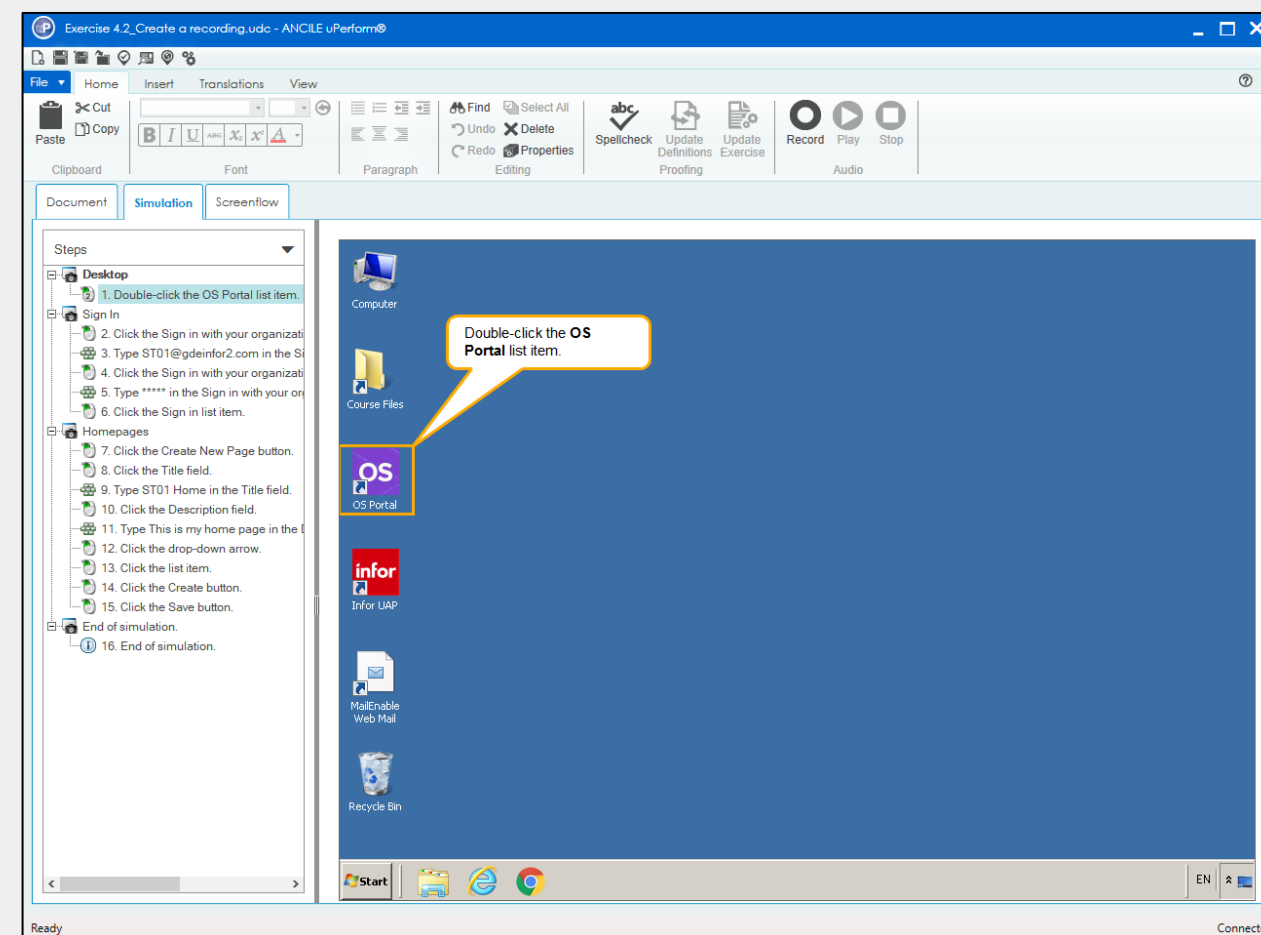 Exercise 4.2_Create a recording.udc - ANCILE uPerform®
File Home Insert Translations View
Paste
Cut
Copy
Clipboard
B I U ABC X₂ X² A
Font
Paragraph
Find Select All
Undo Delete
Redo Properties
Editing
abc
Spellcheck
Update Definitions
Update Exercise
Proofing
Record Play Stop
Audio
Document Simulation Screenflow
Steps
Desktop
1. Double-click the OS Portal list item.
Sign In
2. Click the Sign in with your organizati
3. Type ST01@gdeinfor2.com in the Si
4. Click the Sign in with your organizati
5. Type ***** in the Sign in with your org
6. Click the Sign in list item.
Homepages
7. Click the Create New Page button.
8. Click the Title field.
9. Type ST01 Home in the Title field.
10. Click the Description field.
11. Type This is my home page in the D
12. Click the drop-down arrow.
13. Click the list item.
14. Click the Create button.
15. Click the Save button.
End of simulation.
16. End of simulation.
Computer
Double-click the OS
Portal list item.
Course Files
OS
OS Portal
infor
Infor UAP
MailEnable
Web Mail
Recycle Bin
Start
EN
Ready
Connect